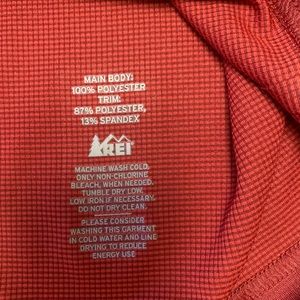 MAIN BODY:
100% POLYESTER
TRIM:
87% POLYESTER,
13% SPANDEX
REI
MACHINE WASH COLD,
ONLY NON-CHLORINE
BLEACH, WHEN NEEDED.
TUMBLE DRY LOW.
LOW IRON IF NECESSARY.
DO NOT DRY CLEAN.
PLEASE CONSIDER
WASHING THIS GARMENT
IN COLD WATER AND LINE
DRYING TO REDUCE
ENERGY USE